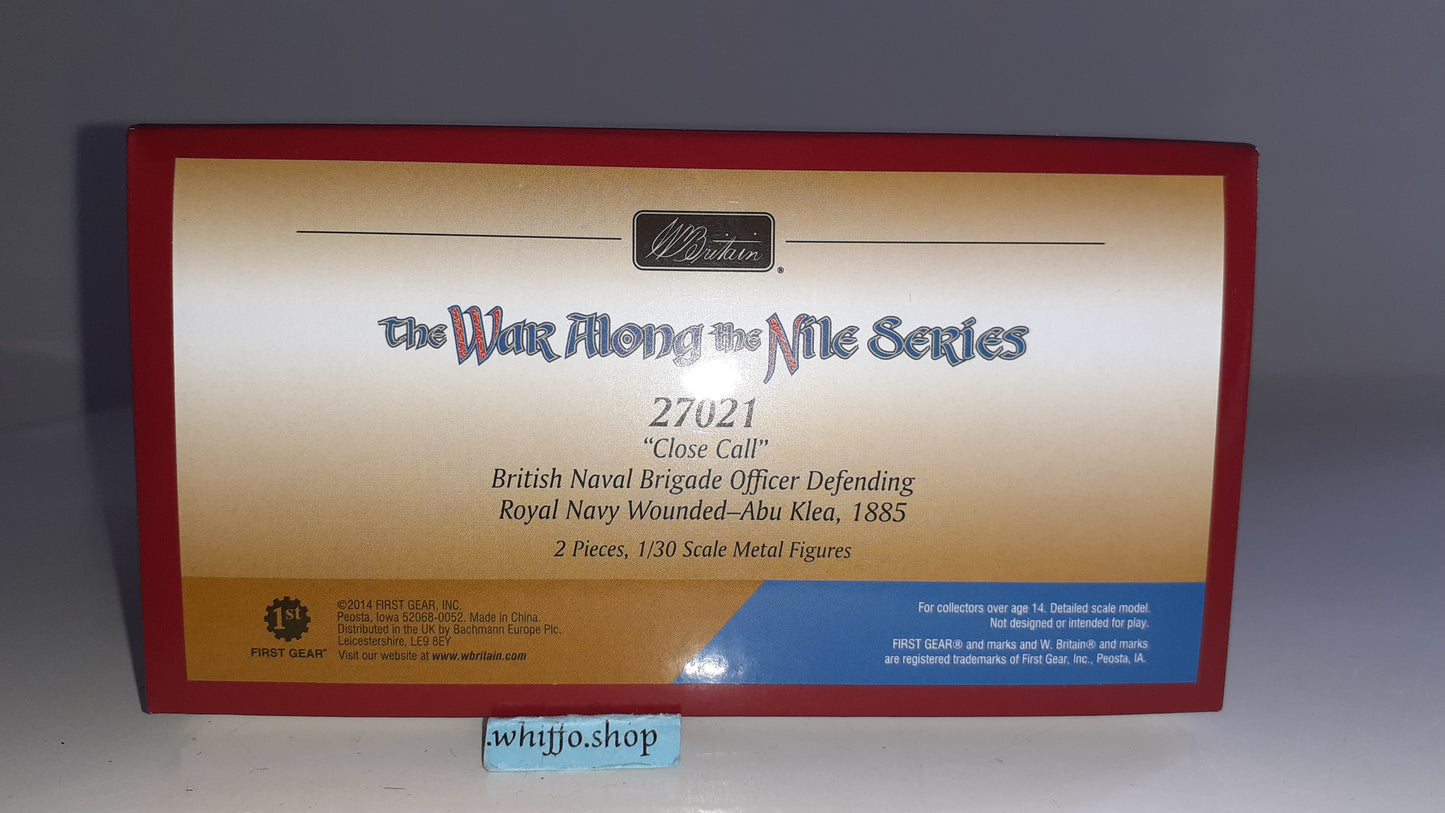 W Britain
®
The War Along the Nile Series
27021
“Close Call”
British Naval Brigade Officer Defending
Royal Navy Wounded–Abu Klea, 1885
2 Pieces, 1/30 Scale Metal Figures
1st
FIRST GEAR®
©2014 FIRST GEAR, INC.
Peosta, Iowa 52068-0052. Made in China.
Distributed in the UK by Bachmann Europe Plc.
Leicestershire, LE9 8EY
Visit our website at www.wbritain.com
For collectors over age 14. Detailed scale model.
Not designed or intended for play.
FIRST GEAR® and marks and W. Britain® and marks
are registered trademarks of First Gear, Inc., Peosta, IA.
.whiffo.shop